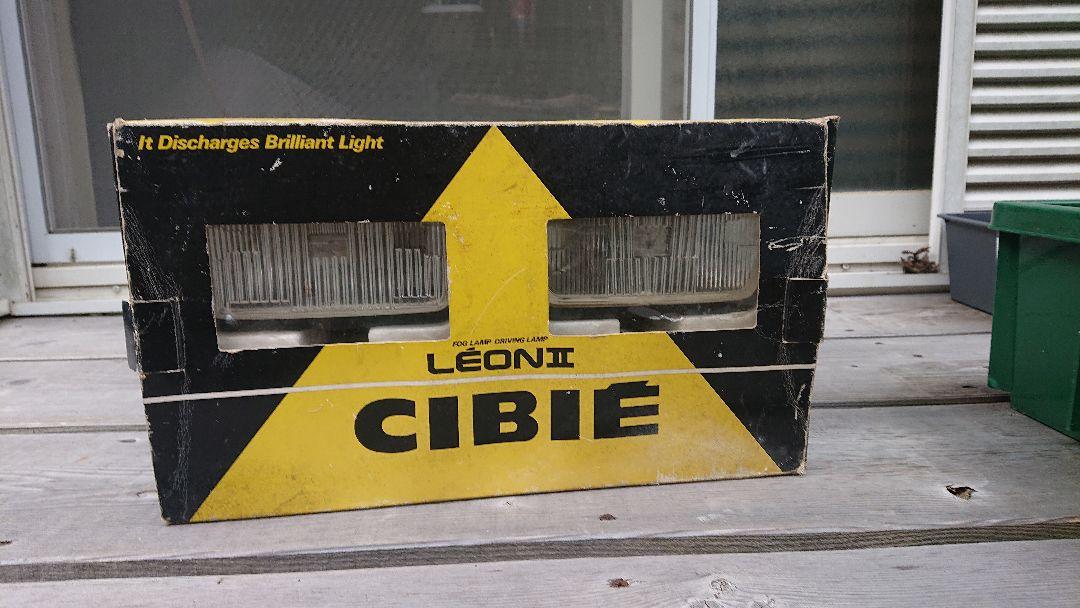 It Discharges Brilliant Light
FOG LAMP DRIVING LAMP
LÉON II
CIBIÉ